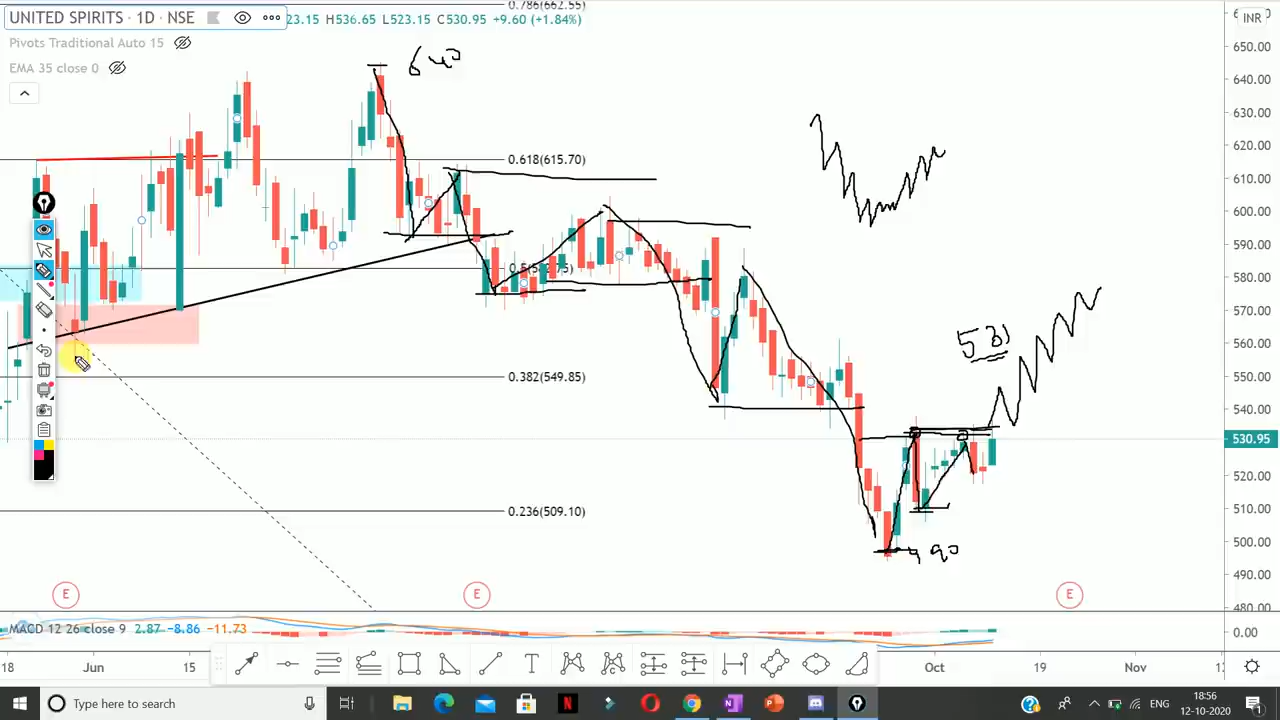 UNITED SPIRITS · 1D · NSE ••• 523.15 H536.65 L523.15 C530.95 +9.60 (+1.84%)
0.786(662.55)
INR
Pivots Traditional Auto 15
EMA 35 close 0
640
650.00
640.00
630.00
620.00
0.618(615.70)
610.00
600.00
590.00
580.00
570.00
560.00
531
550.00
0.382(549.85)
540.00
530.95
520.00
0.236(509.10)
510.00
500.00
490
490.00
480.00
E E E
MACD 12 26 close 9 2.87 -8.86 -11.73
0.00
18 Jun 15 Oct 19 Nov
T
Type here to search
ENG
18:56
12-10-2020